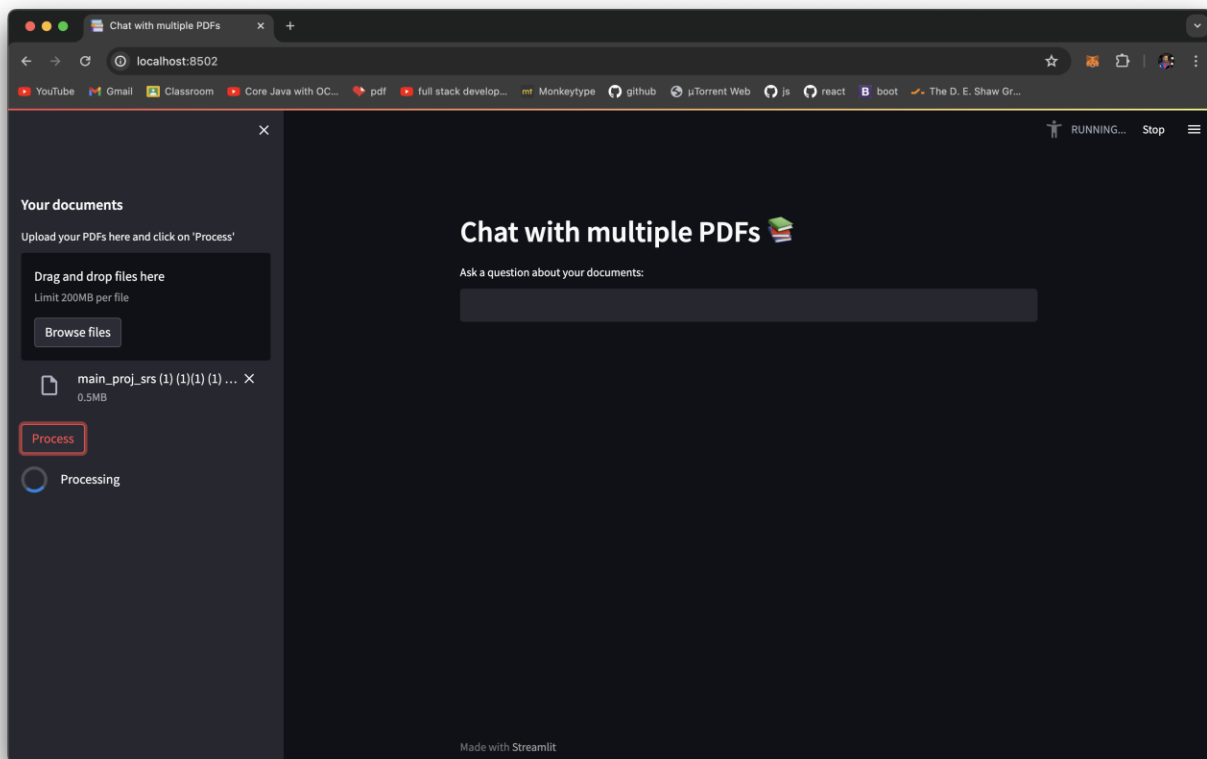 Chat with multiple PDFs
localhost:8502
YouTube Gmail Classroom Core Java with OC... pdf full stack develop... mt Monkeytype github µTorrent Web js react B boot The D. E. Shaw Gr...
RUNNING... Stop
Your documents
Upload your PDFs here and click on 'Process'
Drag and drop files here
Limit 200MB per file
Browse files
main_proj_srs (1) (1)(1) (1) ...
0.5MB
Process
Processing
Chat with multiple PDFs
Ask a question about your documents:
Made with Streamlit